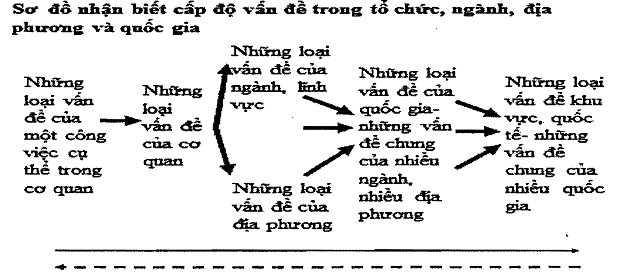 Sơ đồ nhận biết cấp độ vấn đề trong tổ chức, ngành, địa
phương và quốc gia
Những
loại vấn
đề của
một công
việc cụ
thể trong
cơ quan
Những
loại
vấn đề
của cơ
quan
Những loại
vấn đề của
ngành, lĩnh
vực
Những loại
vấn đề của
địa phương
Những loại
vấn đề của
quốc gia-
những vấn
đề chung
của nhiều
ngành,
nhiều địa
phương
Những loại
vấn đề khu
vực, quốc
tế- những
vấn đề
chung của
nhiều quốc
gia.